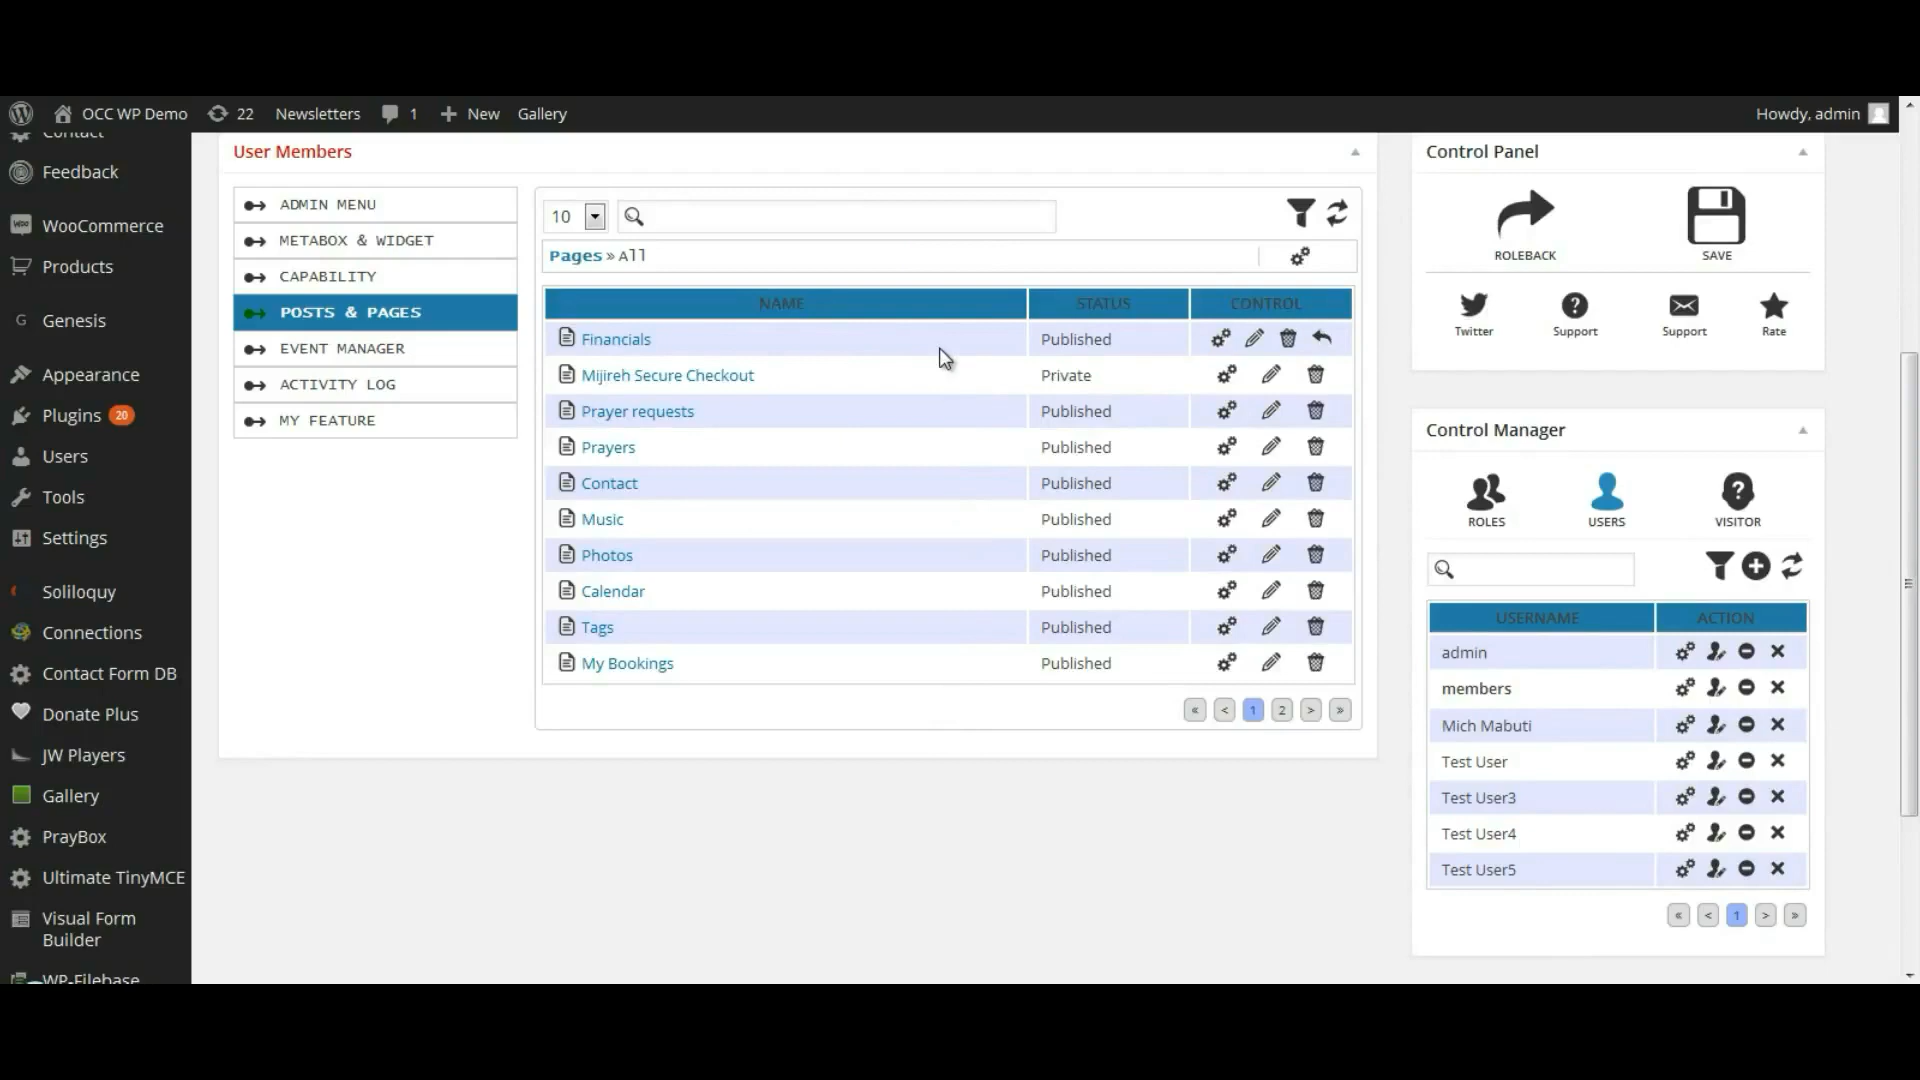 OCC WP Demo 22 Newsletters 1 New Gallery Howdy, admin
Contact
Feedback
WooCommerce
Products
G Genesis
Appearance
Plugins 20
Users
Tools
Settings
Soliloquy
Connections
Contact Form DB
Donate Plus
JW Players
Gallery
PrayBox
Ultimate TinyMCE
Visual Form
Builder
WP-Filebase
User Members
ADMIN MENU
METABOX & WIDGET
CAPABILITY
POSTS & PAGES
EVENT MANAGER
ACTIVITY LOG
MY FEATURE
10
Pages » All
NAME STATUS CONTROL
Financials Published
Mijireh Secure Checkout Private
Prayer requests Published
Prayers Published
Contact Published
Music Published
Photos Published
Calendar Published
Tags Published
My Bookings Published
« < 1 2 > »
Control Panel
ROLEBACK SAVE
Twitter Support Support Rate
Control Manager
ROLES USERS VISITOR
USERNAME ACTION
admin
members
Mich Mabuti
Test User
Test User3
Test User4
Test User5
« < 1 > »